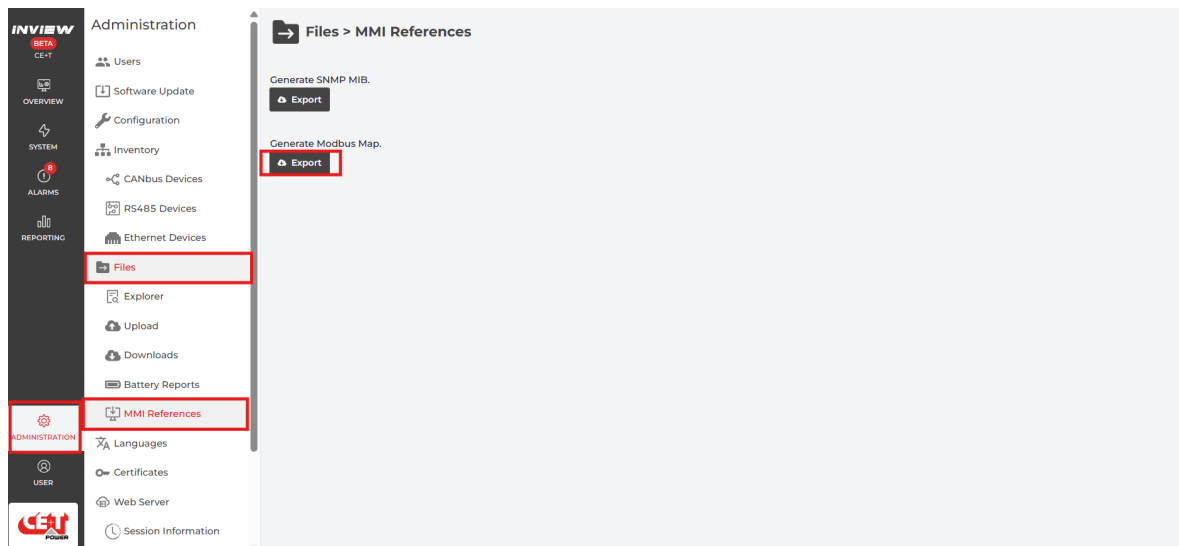 INVIEW
BETA
CE+T
OVERVIEW
SYSTEM
8
ALARMS
REPORTING
ADMINISTRATION
USER
CE+T
POWER
Administration
Users
Software Update
Configuration
Inventory
CANbus Devices
RS485 Devices
Ethernet Devices
Files
Explorer
Upload
Downloads
Battery Reports
MMI References
Languages
Certificates
Web Server
Session Information
Files > MMI References
Generate SNMP MIB.
Export
Generate Modbus Map.
Export